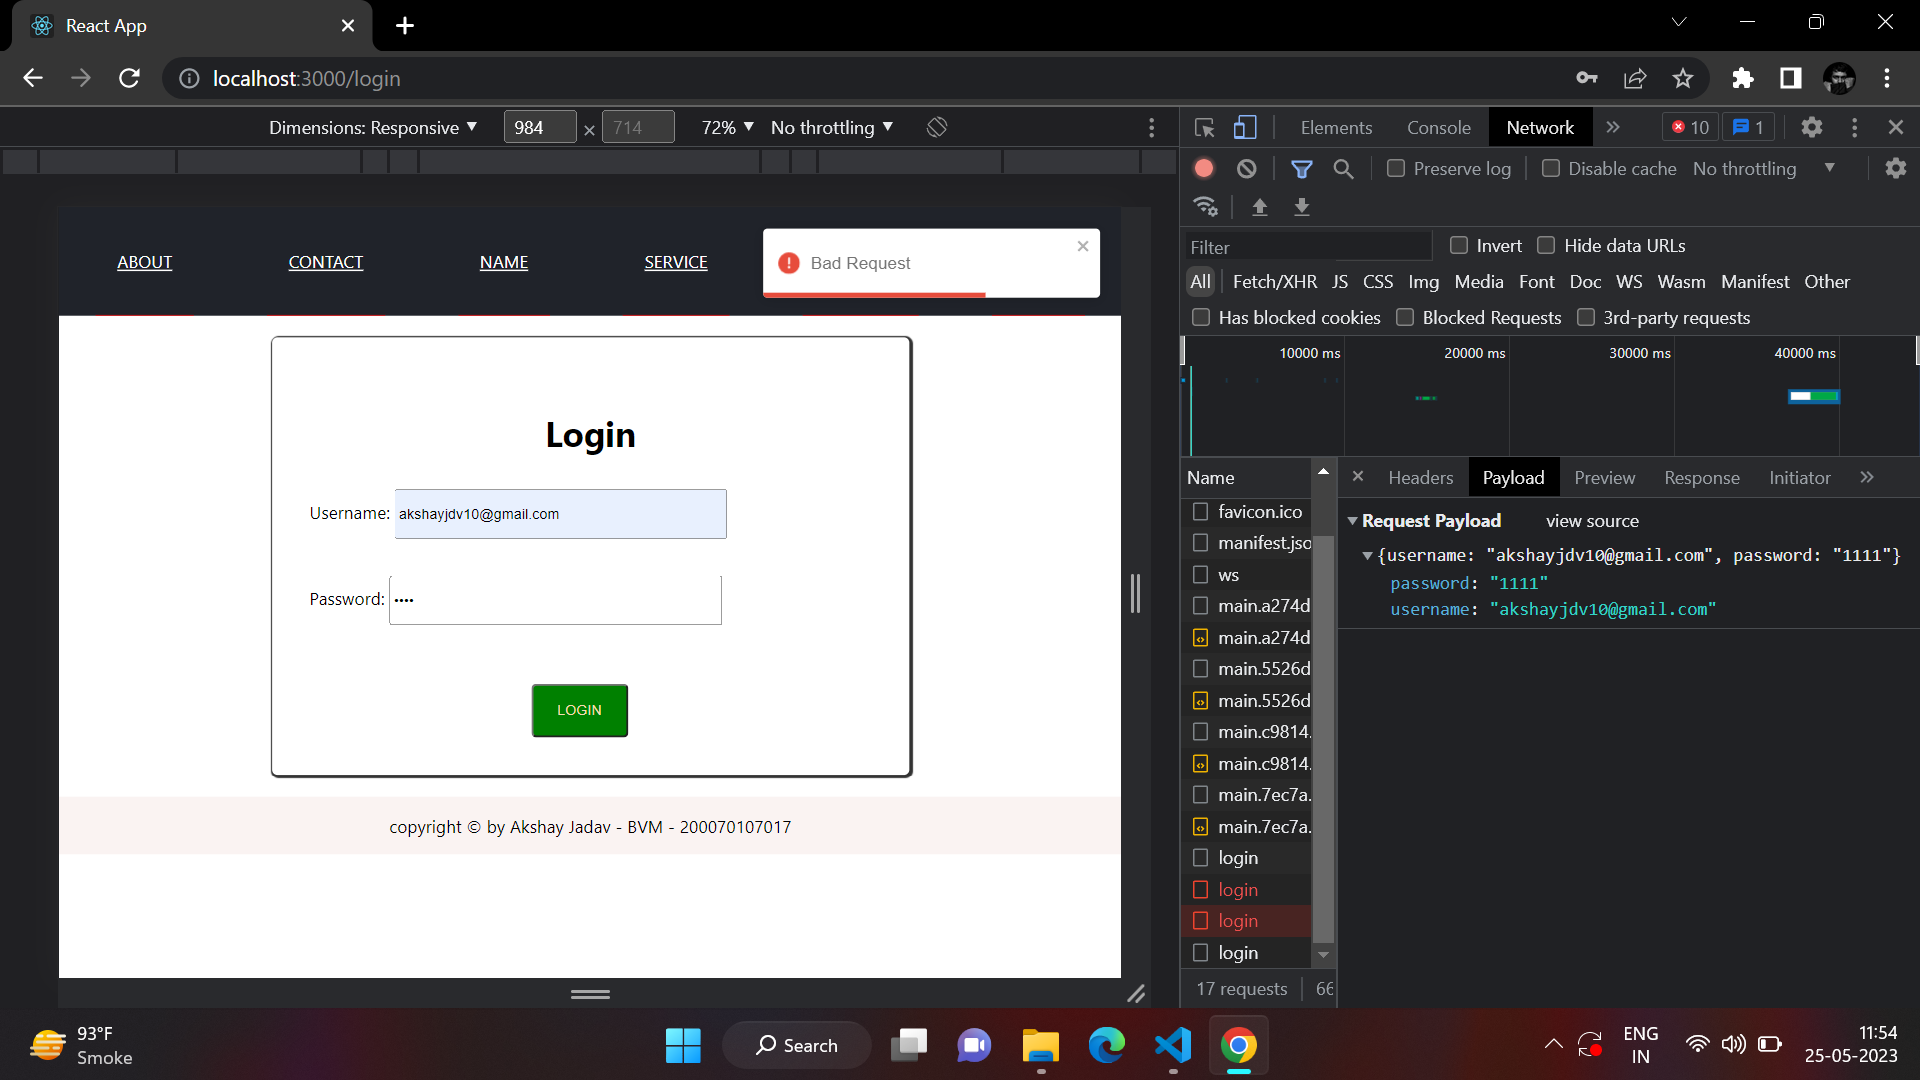 React App
localhost:3000/login
Dimensions: Responsive 984 × 714 72% No throttling
Elements Console Network 10 1
Preserve log Disable cache No throttling
Filter Invert Hide data URLs
All Fetch/XHR JS CSS Img Media Font Doc WS Wasm Manifest Other
Has blocked cookies Blocked Requests 3rd-party requests
10000 ms 20000 ms 30000 ms 40000 ms
ABOUT CONTACT NAME SERVICE
Bad Request
Login
Username: akshayjdv10@gmail.com
Password: ••••
LOGIN
copyright © by Akshay Jadav - BVM - 200070107017
Name
favicon.ico
manifest.jso
ws
main.a274d
main.a274d
main.5526d
main.5526d
main.c9814.
main.c9814.
main.7ec7a.
main.7ec7a.
login
login
login
login
17 requests 66
Headers Payload Preview Response Initiator
Request Payload view source
{username: "akshayjdv10@gmail.com", password: "1111"}
password: "1111"
username: "akshayjdv10@gmail.com"
93°F
Smoke
Search
ENG
IN
11:54
25-05-2023